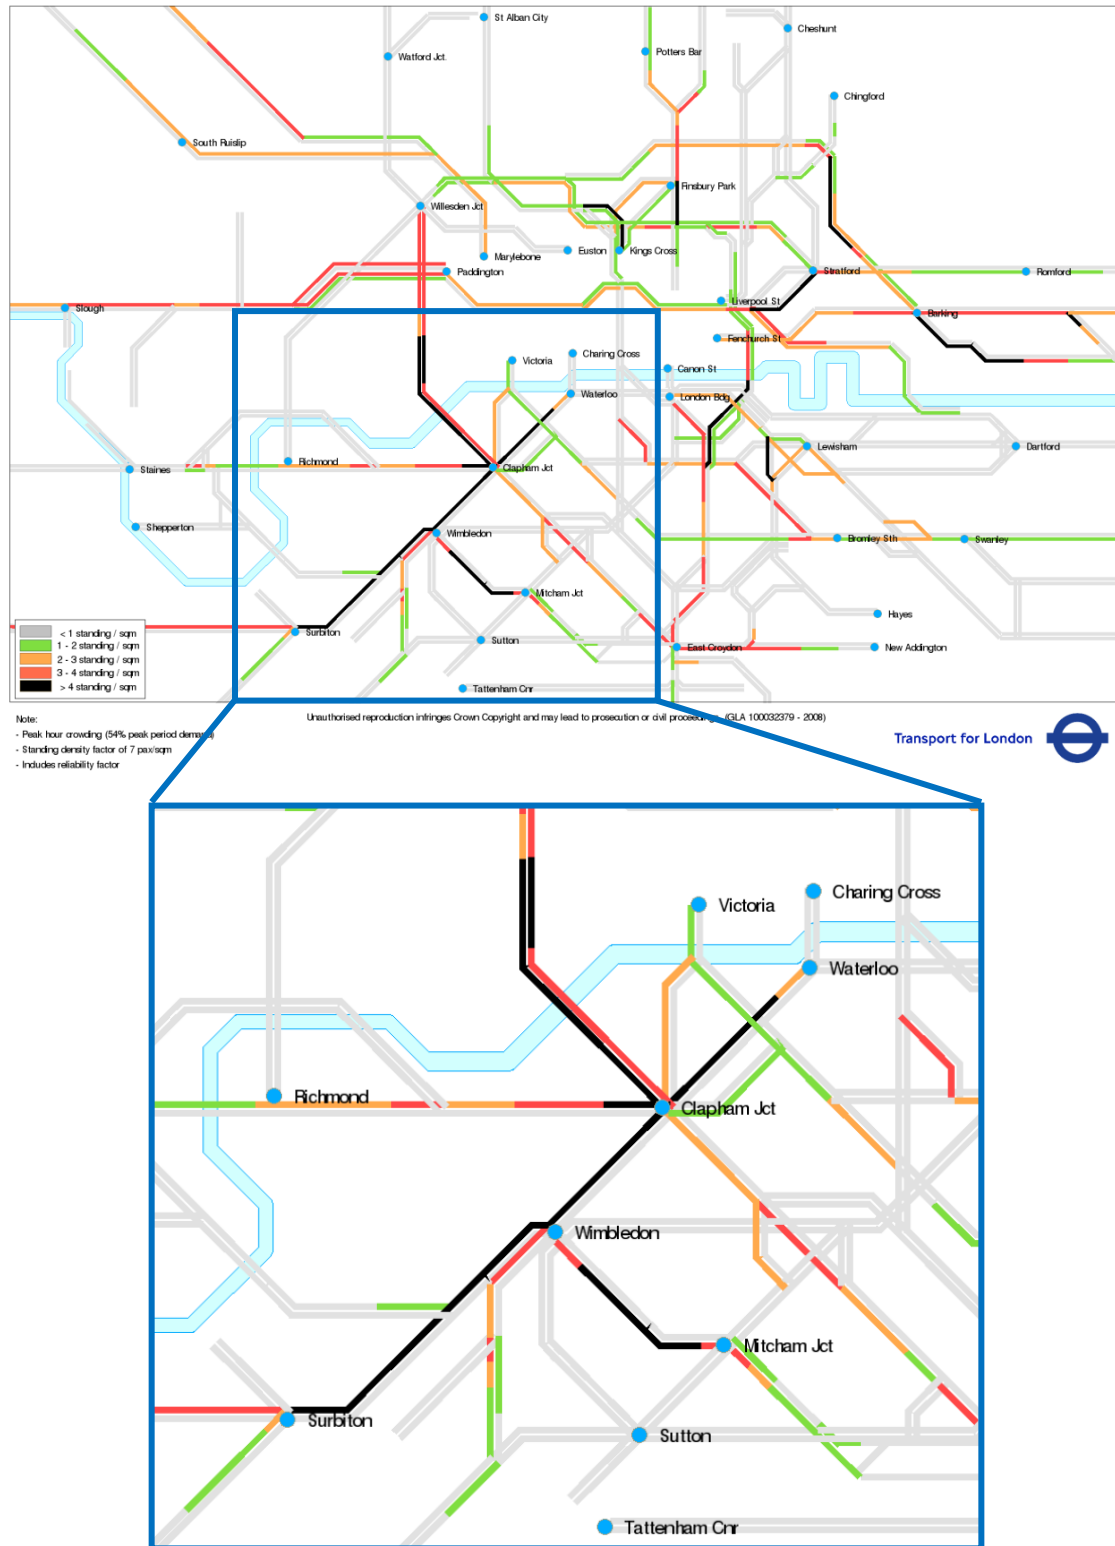 St Alban City
Cheshunt
Watford Jct.
Potters Bar
Chingford
South Ruislip
Finsbury Park
Willesden Jct
Euston
Kings Cross
Marylebone
Paddington
Stratford
Romford
Slough
Liverpool St
Barking
Fenchurch St
Victoria
Charing Cross
Canon St
Waterloo
London Bdg
Lewisham
Dartford
Richmond
Staines
Clapham Jct
Shepperton
Wimbledon
Bromley Sth
Swanley
Mitcham Jct
Hayes
Surbiton
Sutton
East Croydon
New Addington
Tattenham Cnr
< 1 standing / sqm
1 - 2 standing / sqm
2 - 3 standing / sqm
3 - 4 standing / sqm
> 4 standing / sqm
Note:
Unauthorised reproduction infringes Crown Copyright and may lead to prosecution or civil (GLA 100032379 - 2008)
- Peak hour crowding (54% peak period demand)
- Standing density factor of 7 pax/sqm
- Includes reliability factor
Transport for London
Victoria
Charing Cross
Waterloo
Richmond
Clapham Jct
Wimbledon
Mitcham Jct
Surbiton
Sutton
Tattenham Cnr